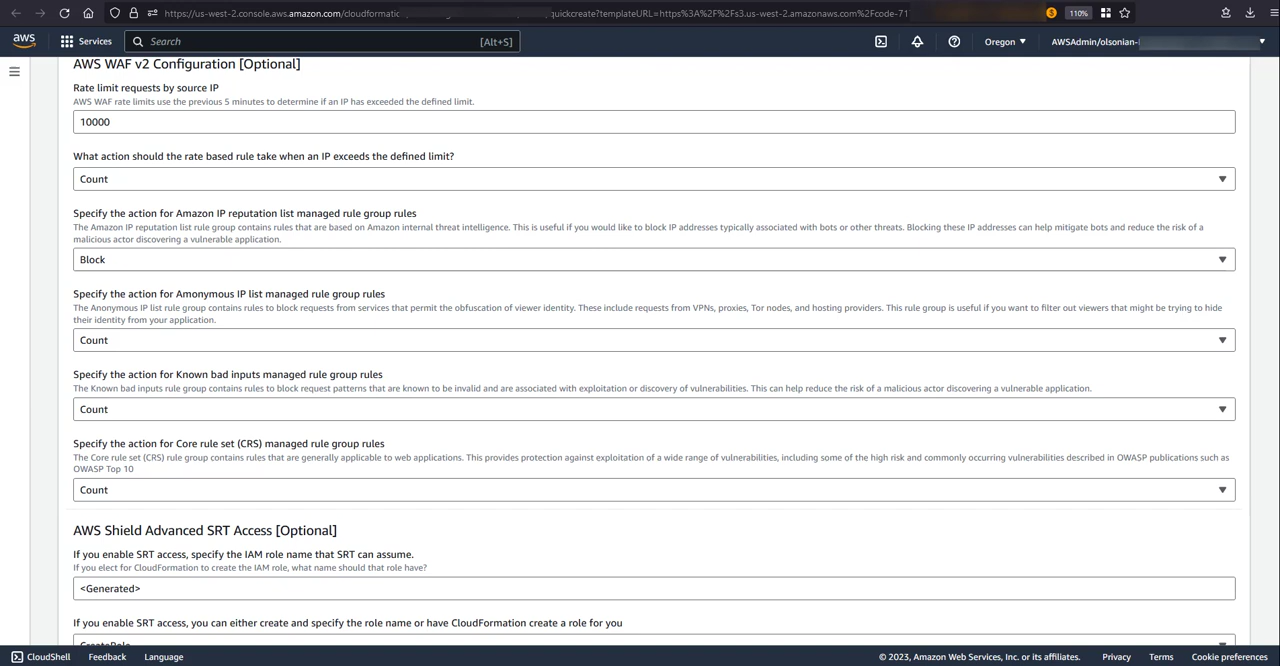 https://us-west-2.console.aws.amazon.com/cloudformatio
quickcreate?templateURL=https%3A%2F%2Fs3.us-west-2.amazonaws.com%2Fcode-71
110%
aws
Services
Search
[Alt+S]
Oregon
AWSAdmin/olsonian-
AWS WAF v2 Configuration [Optional]
Rate limit requests by source IP
AWS WAF rate limits use the previous 5 minutes to determine if an IP has exceeded the defined limit.
10000
What action should the rate based rule take when an IP exceeds the defined limit?
Count
Specify the action for Amazon IP reputation list managed rule group rules
The Amazon IP reputation list rule group contains rules that are based on Amazon internal threat intelligence. This is useful if you would like to block IP addresses typically associated with bots or other threats. Blocking these IP addresses can help mitigate bots and reduce the risk of a
malicious actor discovering a vulnerable application.
Block
Specify the action for Amonymous IP list managed rule group rules
The Anonymous IP list rule group contains rules to block requests from services that permit the obfuscation of viewer identity. These include requests from VPNs, proxies, Tor nodes, and hosting providers. This rule group is useful if you want to filter out viewers that might be trying to hide
their identity from your application.
Count
Specify the action for Known bad inputs managed rule group rules
The Known bad inputs rule group contains rules to block request patterns that are known to be invalid and are associated with exploitation or discovery of vulnerabilities. This can help reduce the risk of a malicious actor discovering a vulnerable application.
Count
Specify the action for Core rule set (CRS) managed rule group rules
The Core rule set (CRS) rule group contains rules that are generally applicable to web applications. This provides protection against exploitation of a wide range of vulnerabilities, including some of the high risk and commonly occurring vulnerabilities described in OWASP publications such as
OWASP Top 10
Count
AWS Shield Advanced SRT Access [Optional]
If you enable SRT access, specify the IAM role name that SRT can assume.
If you elect for CloudFormation to create the IAM role, what name should that role have?
<Generated>
If you enable SRT access, you can either create and specify the role name or have CloudFormation create a role for you
CreateRole
CloudShell
Feedback
Language
© 2023, Amazon Web Services, Inc. or its affiliates.
Privacy
Terms
Cookie preferences